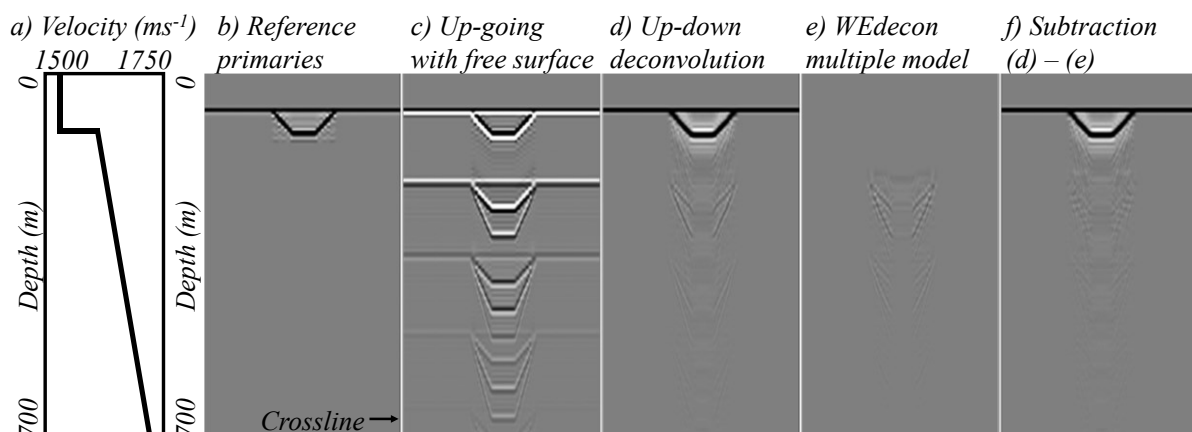 a) Velocity (ms-1)
1500 1750
b) Reference
primaries
c) Up-going
with free surface
d) Up-down
deconvolution
e) WEdecon
multiple model
f) Subtraction
(d) – (e)
0
Depth (m)
700
0
Depth (m)
700
Crossline